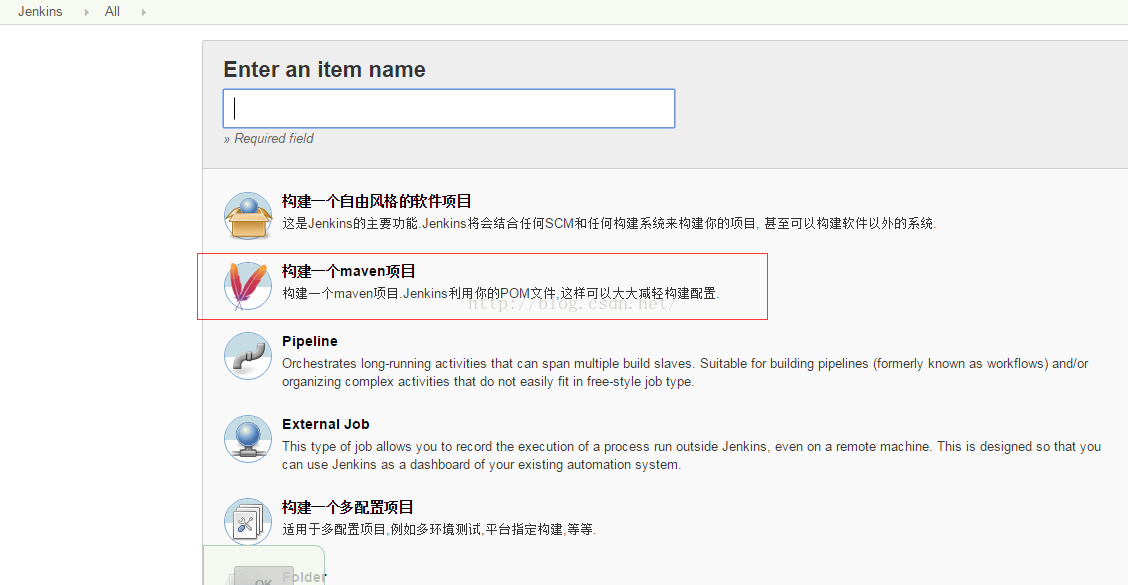 Jenkins All
Enter an item name
» Required field
构建一个自由风格的软件项目
这是Jenkins的主要功能.Jenkins将会结合任何SCM和任何构建系统来构建你的项目, 甚至可以构建软件以外的系统.
构建一个maven项目
构建一个maven项目.Jenkins利用你的POM文件,这样可以大大减轻构建配置.
http://blog.csdn.net/
Pipeline
Orchestrates long-running activities that can span multiple build slaves. Suitable for building pipelines (formerly known as workflows) and/or
organizing complex activities that do not easily fit in free-style job type.
External Job
This type of job allows you to record the execution of a process run outside Jenkins, even on a remote machine. This is designed so that you
can use Jenkins as a dashboard of your existing automation system.
构建一个多配置项目
适用于多配置项目,例如多环境测试,平台指定构建,等等.
OK Folder